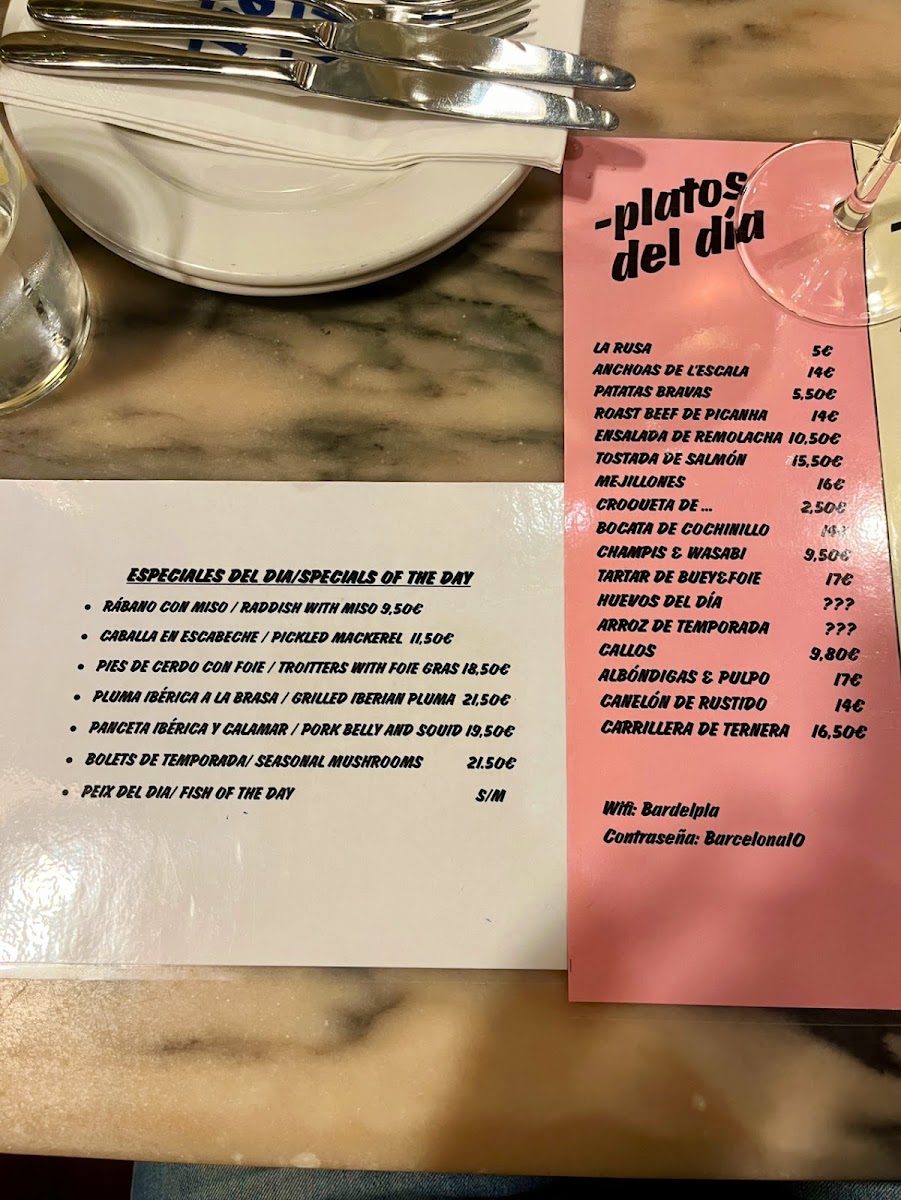 -platos
del día
LA RUSA 5€
ANCHOAS DE L'ESCALA 14€
PATATAS BRAVAS 5,50€
ROAST BEEF DE PICANHA 14€
ENSALADA DE REMOLACHA 10,50€
TOSTADA DE SALMÓN 15,50€
MEJILLONES 16€
CROQUETA DE ... 2,50€
BOCATA DE COCHINILLO
CHAMPIS & WASABI 9,50€
TARTAR DE BUEY&FOIE 17€
HUEVOS DEL DÍA ???
ARROZ DE TEMPORADA ???
CALLOS 9,80€
ALBÓNDIGAS & PULPO 17€
CANELÓN DE RUSTIDO 14€
CARRILLERA DE TERNERA 16,50€
Wifi: Bardelpla
Contraseña: Barcelona10
ESPECIALES DEL DIA/SPECIALS OF THE DAY
• RÁBANO CON MISO / RADDISH WITH MISO 9,50€
• CABALLA EN ESCABECHE / PICKLED MACKEREL 11,50€
• PIES DE CERDO CON FOIE / TROITTERS WITH FOIE GRAS 18,50€
• PLUMA IBÉRICA A LA BRASA / GRILLED IBERIAN PLUMA 21,50€
• PANCETA IBÉRICA Y CALAMAR / PORK BELLY AND SQUID 19,50€
• BOLETS DE TEMPORADA/ SEASONAL MUSHROOMS 21.50€
• PEIX DEL DIA/ FISH OF THE DAY S/M